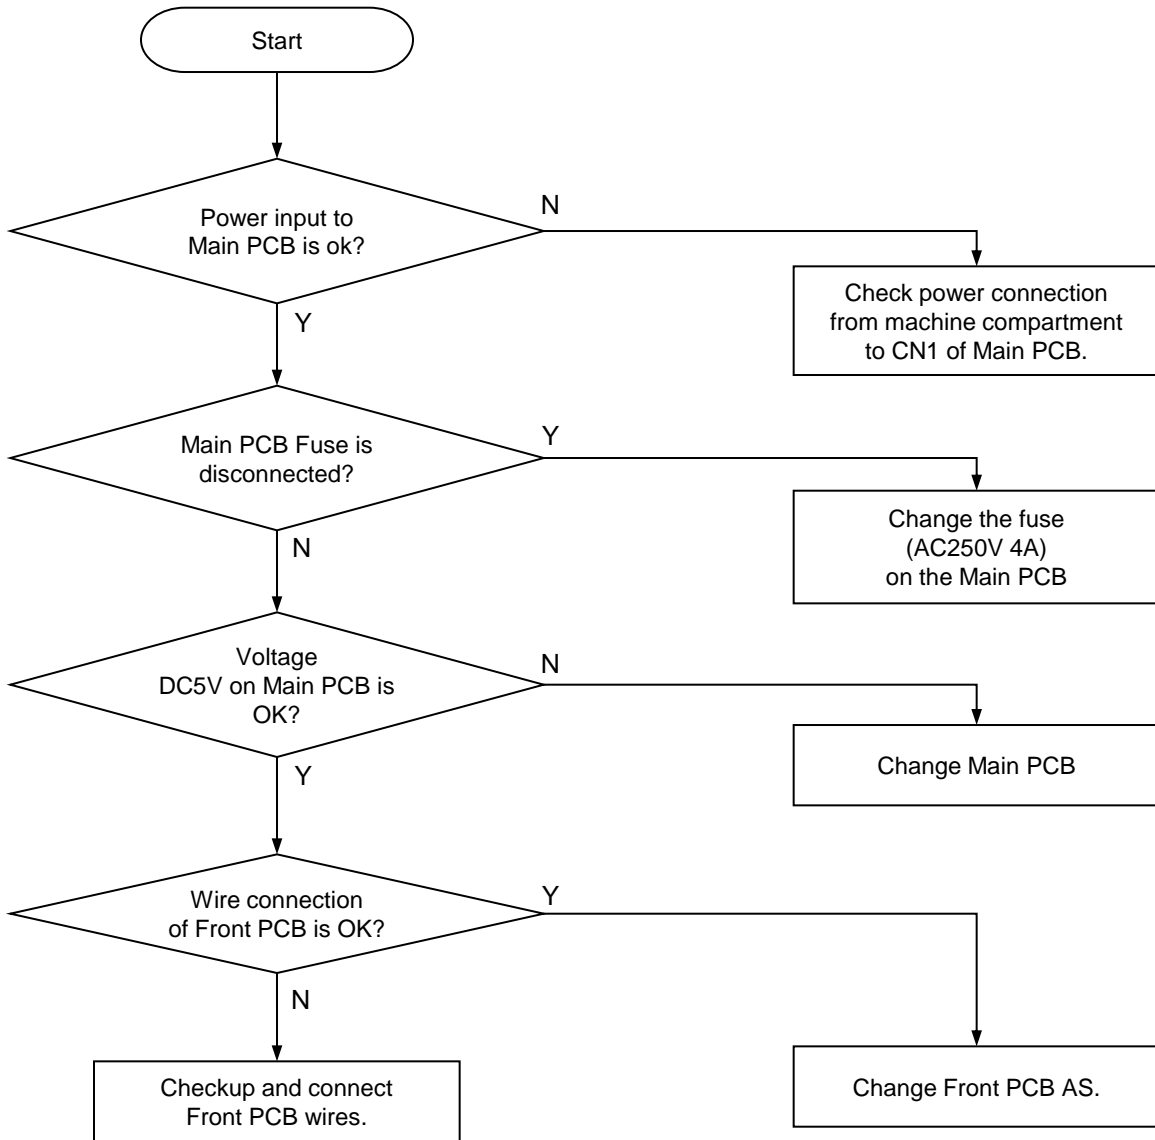 Start
Power input to
Main PCB is ok?
N
Check power connection
from machine compartment
to CN1 of Main PCB.
Y
Main PCB Fuse is
disconnected?
Y
Change the fuse
(AC250V 4A)
on the Main PCB
N
Voltage
DC5V on Main PCB is
OK?
N
Change Main PCB
Y
Wire connection
of Front PCB is OK?
Y
Change Front PCB AS.
N
Checkup and connect
Front PCB wires.